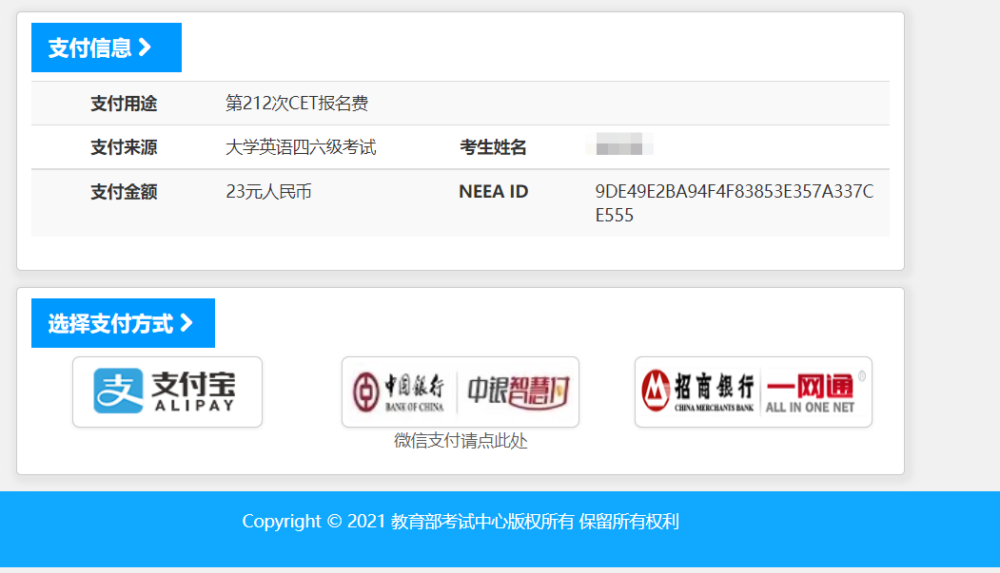 支付信息
支付用途 第212次CET报名费
支付来源 大学英语四六级考试 考生姓名
支付金额 23元人民币 NEEA ID 9DE49E2BA94F4F83853E357A337C
E555
选择支付方式
支付宝
ALIPAY
中国银行
BANK OF CHINA
中银智慧付
招商银行
CHINA MERCHANTS BANK
一网通
ALL IN ONE NET
微信支付请点此处
Copyright © 2021 教育部考试中心版权所有 保留所有权利